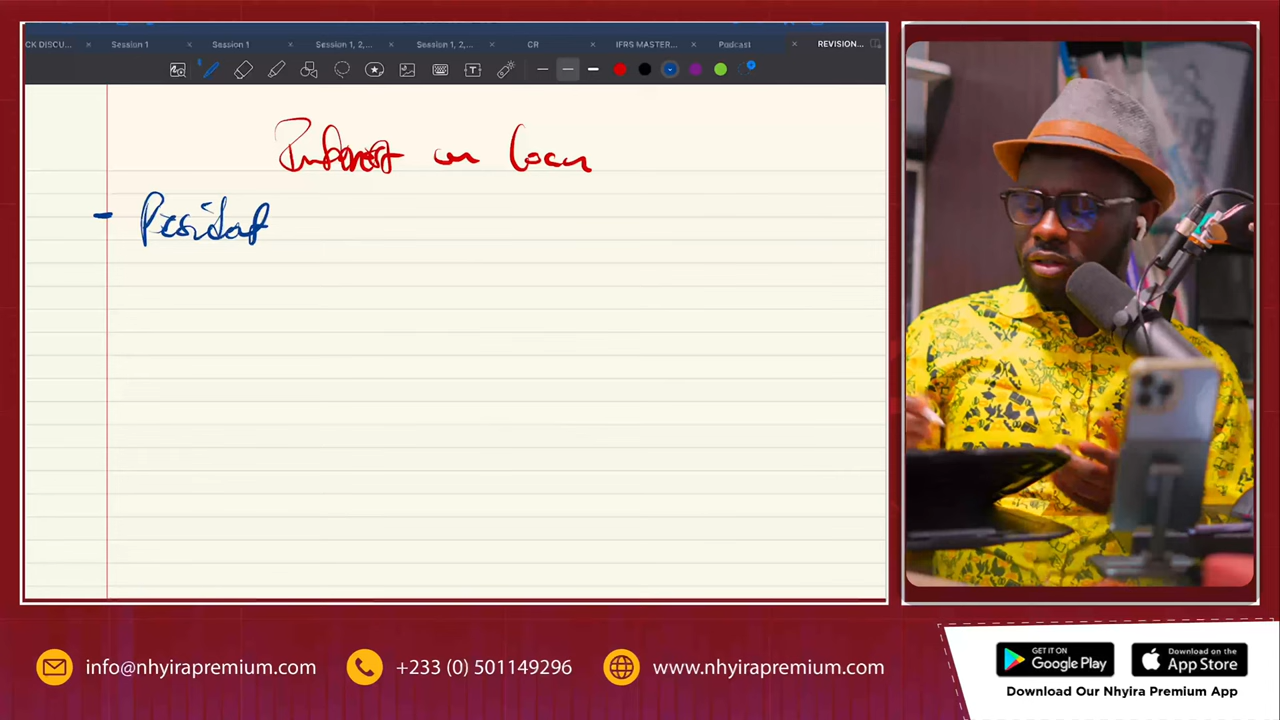 CK DISCU...
Session 1
Session 1
Session 1, 2,...
Session 1, 2,...
CR
IFRS MASTER...
Podcast
REVISION...
T
Interest on loan
- Resident
info@nhyirapremium.com
+233 (0) 501149296
www.nhyirapremium.com
GET IT ON
Google Play
Download on the
App Store
Download Our Nhyira Premium App